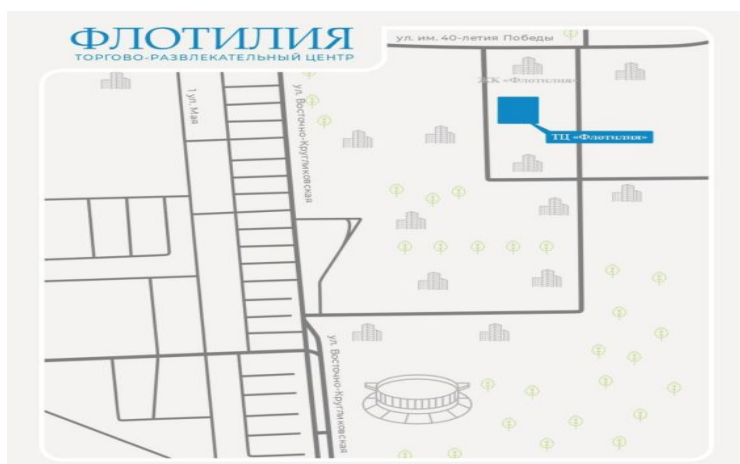 ФЛОТИЛИЯ
ТОРГОВО-РАЗВЛЕКАТЕЛЬНЫЙ ЦЕНТР
ул. им. 40-летия Победы
ЖК «Флотилия»
ТЦ «Флотилия»
1 ул. Мая
ул. Восточно-Кругликовская
ул. Восточно-Кругликовская